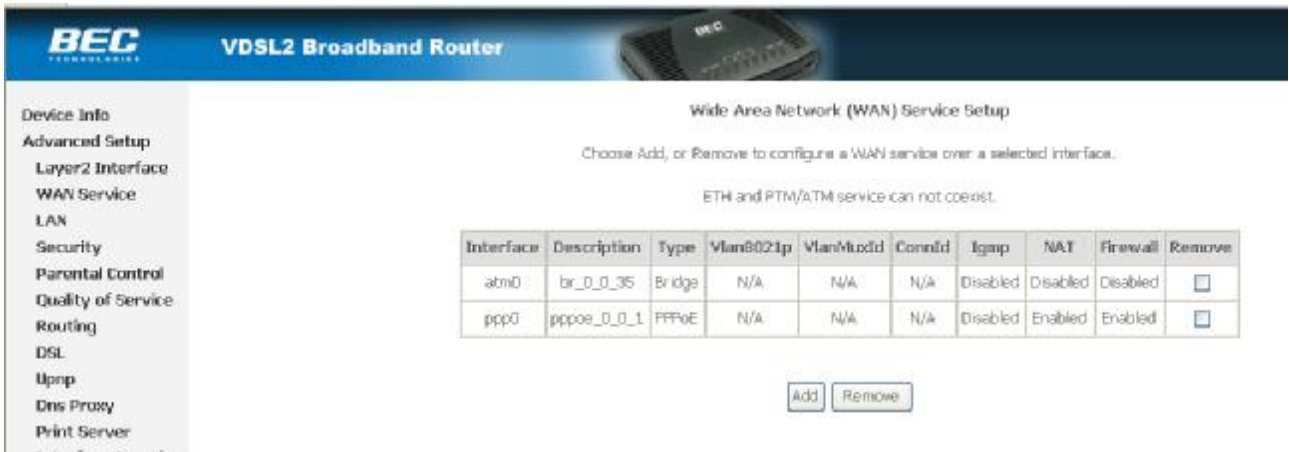 BEC
TECHNOLOGIES
VDSL2 Broadband Router
BEC
Device Info
Advanced Setup
Layer2 Interface
WAN Service
LAN
Security
Parental Control
Quality of Service
Routing
DSL
Upnp
Dns Proxy
Print Server
Wide Area Network (WAN) Service Setup
Choose Add, or Remove to configure a WAN service over a selected interface.
ETH and PTM/ATM service can not coexist.
Interface Description Type Vlan8021p VlanMuxId ConnId Igmp NAT Firewall Remove
atm0 br_0_0_35 Bridge N/A N/A N/A Disabled Disabled Disabled
ppp0 pppoe_0_0_1 PPPoE N/A N/A N/A Disabled Enabled Enabled
Add Remove